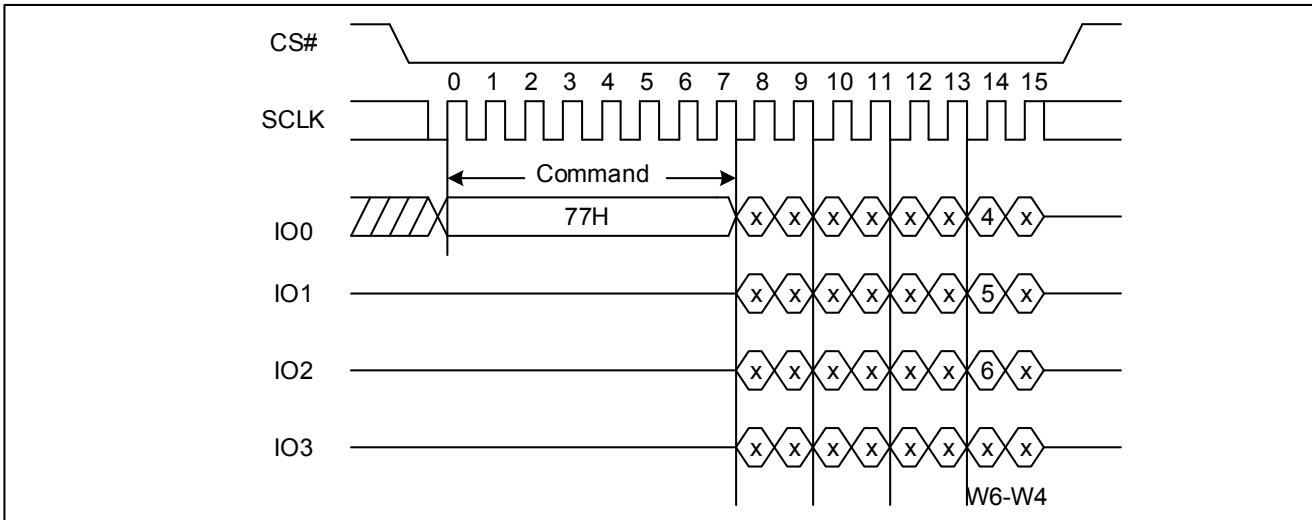 CS#
0 1 2 3 4 5 6 7 8 9 10 11 12 13 14 15
SCLK
Command
IO0 77H x x x x x x 4 x
IO1 x x x x x x 5 x
IO2 x x x x x x 6 x
IO3 x x x x x x x x
W6-W4